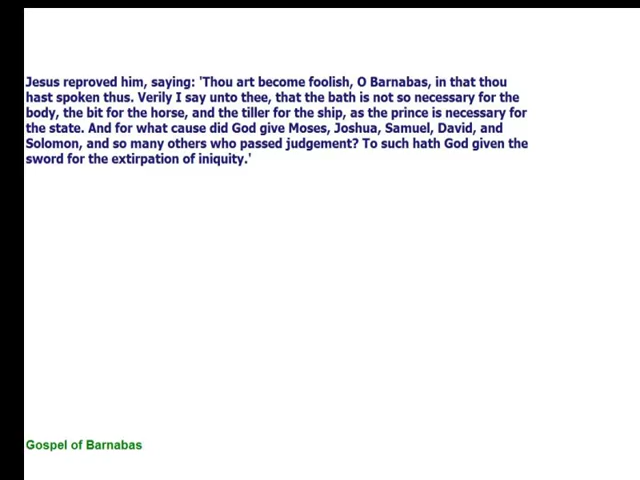 Jesus reproved him, saying: 'Thou art become foolish, O Barnabas, in that thou
hast spoken thus. Verily I say unto thee, that the bath is not so necessary for the
body, the bit for the horse, and the tiller for the ship, as the prince is necessary for
the state. And for what cause did God give Moses, Joshua, Samuel, David, and
Solomon, and so many others who passed judgement? To such hath God given the
sword for the extirpation of iniquity.'
Gospel of Barnabas